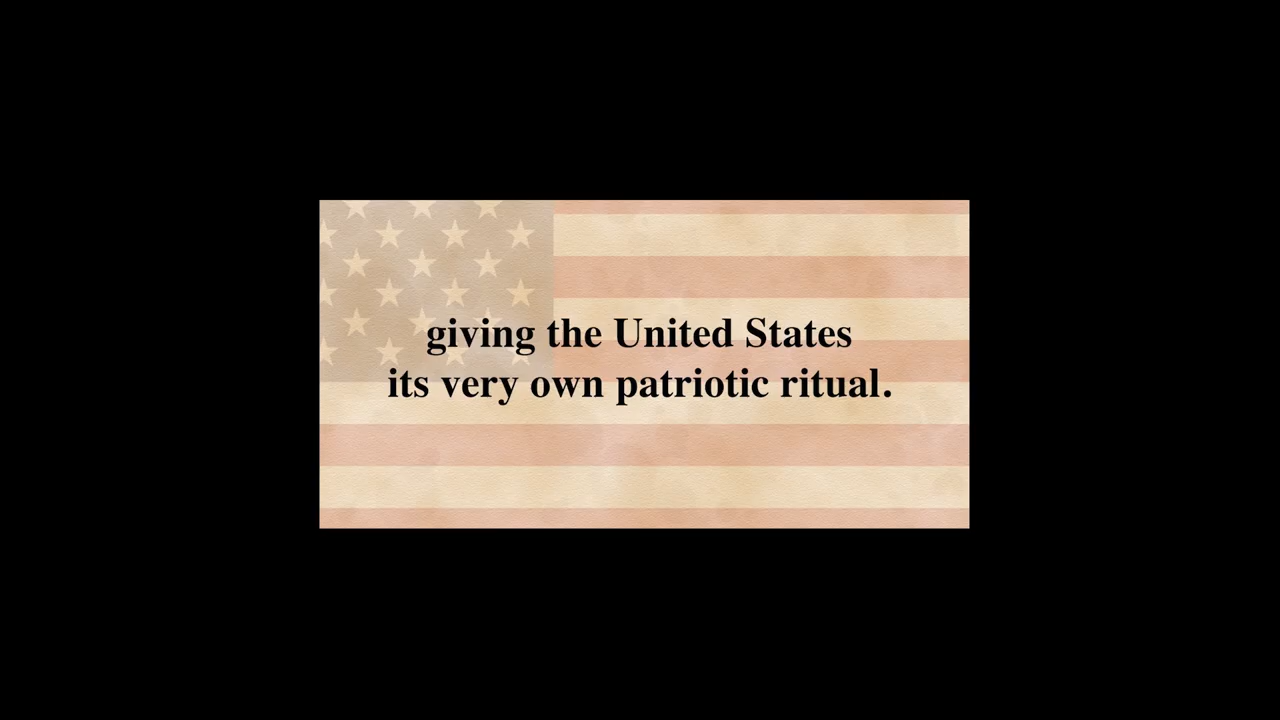 giving the United States
its very own patriotic ritual.